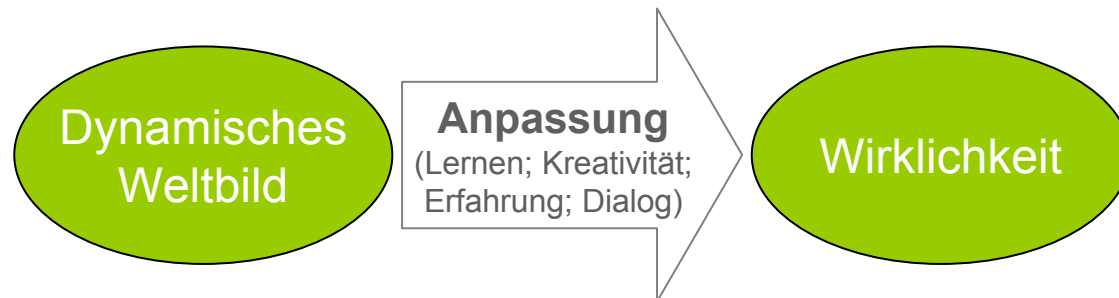 Dynamisches
Weltbild
Anpassung
(Lernen; Kreativität;
Erfahrung; Dialog)
Wirklichkeit